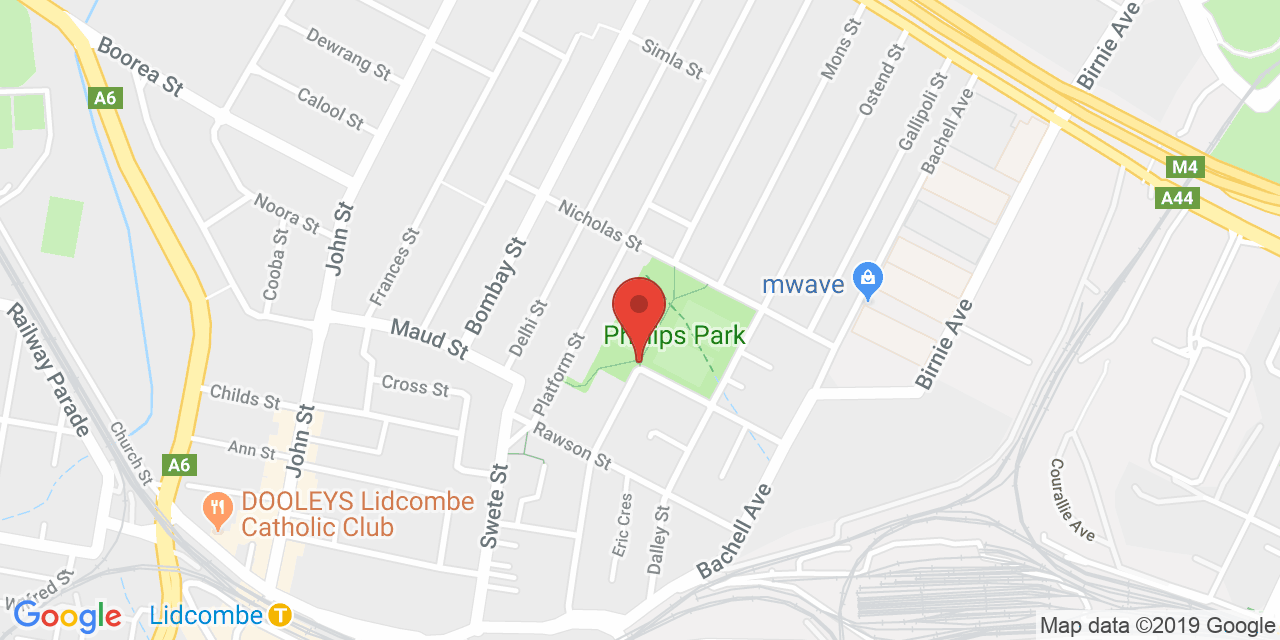 Mons St
Birnie Ave
Simla St
Dewrang St
Boorea St
Ostend St
Gallipoli St
Bachell Ave
A6
Calool St
M4
A44
Noora St
John St
Nicholas St
Cooba St
Frances St
Bombay St
mwave
Delhi St
Phillips Park
Maud St
Birnie Ave
Railway Parade
Platform St
Cross St
Childs St
Church St
John St
Ann St
Rawson St
A6
DOOLEYS Lidcombe
Catholic Club
Swete St
Eric Cres
Dalley St
Bachell Ave
Courallie Ave
Google
Lidcombe
T
Map data ©2019 Google